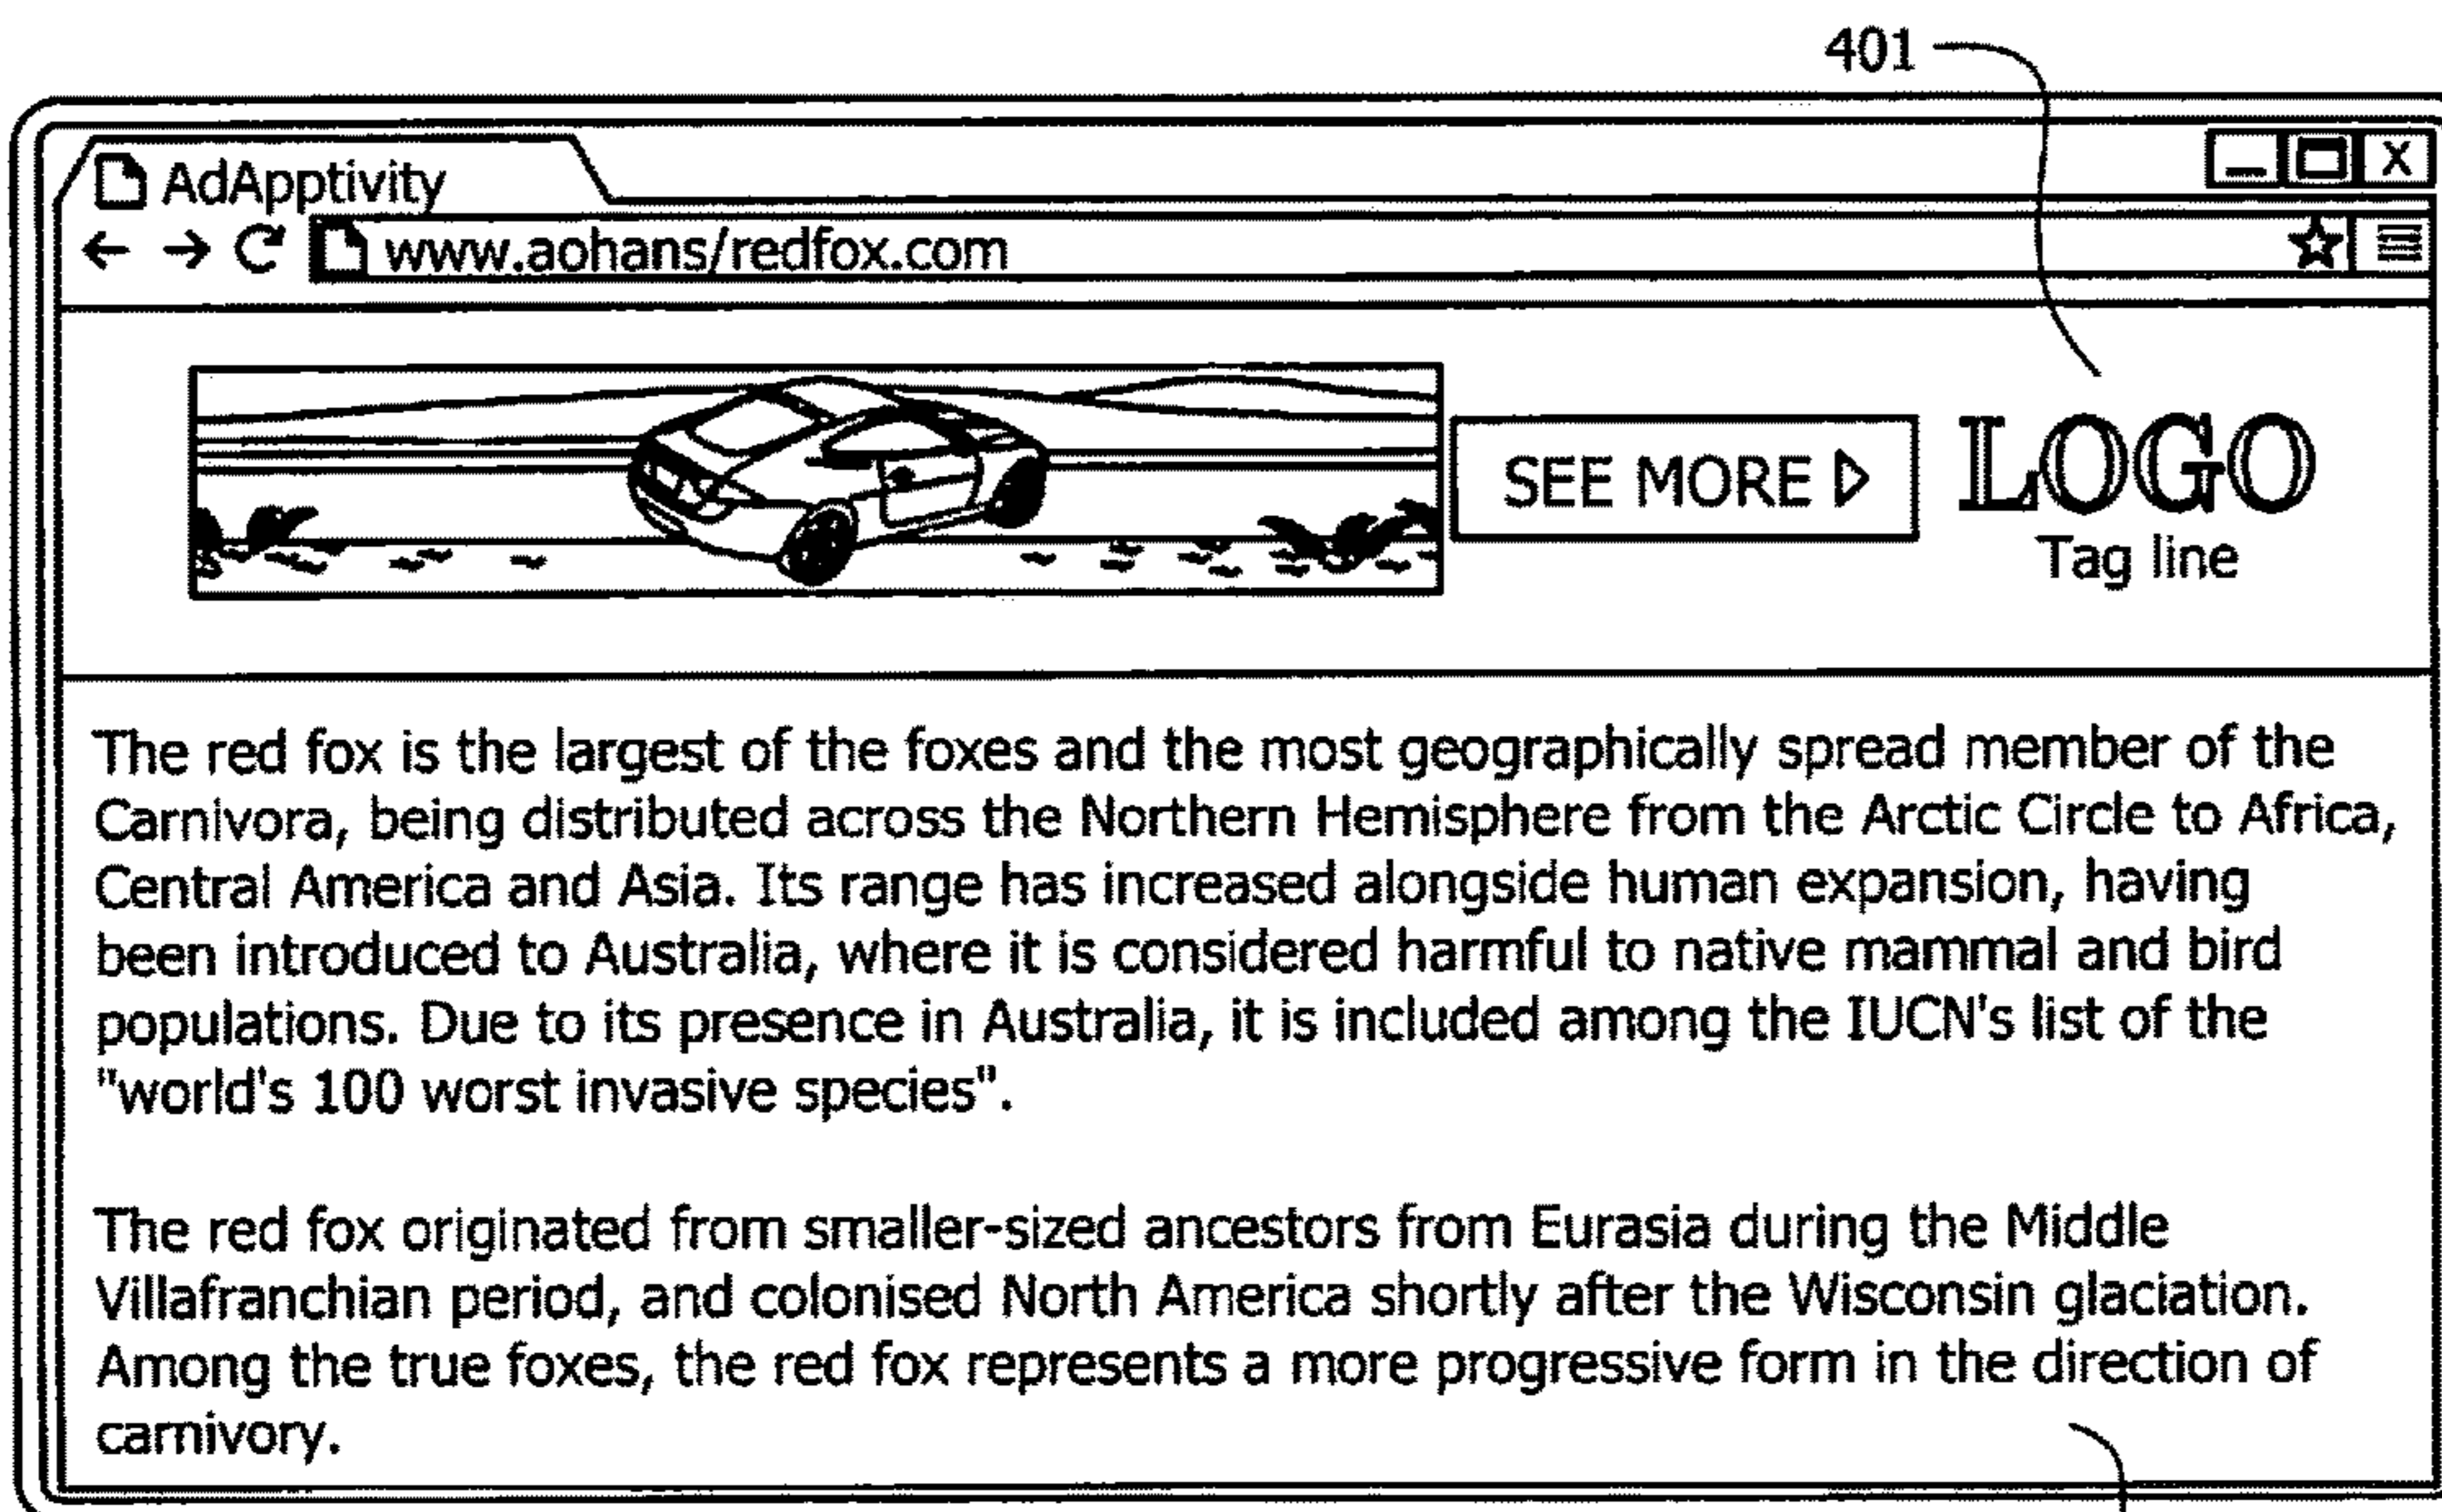 401
AdApptivity
X
www.aohans/redfox.com
SEE MORE
LOGO
Tag line
The red fox is the largest of the foxes and the most geographically spread member of the
Carnivora, being distributed across the Northern Hemisphere from the Arctic Circle to Africa,
Central America and Asia. Its range has increased alongside human expansion, having
been introduced to Australia, where it is considered harmful to native mammal and bird
populations. Due to its presence in Australia, it is included among the IUCN's list of the
"world's 100 worst invasive species".
The red fox originated from smaller-sized ancestors from Eurasia during the Middle
Villafranchian period, and colonised North America shortly after the Wisconsin glaciation.
Among the true foxes, the red fox represents a more progressive form in the direction of
carnivory.